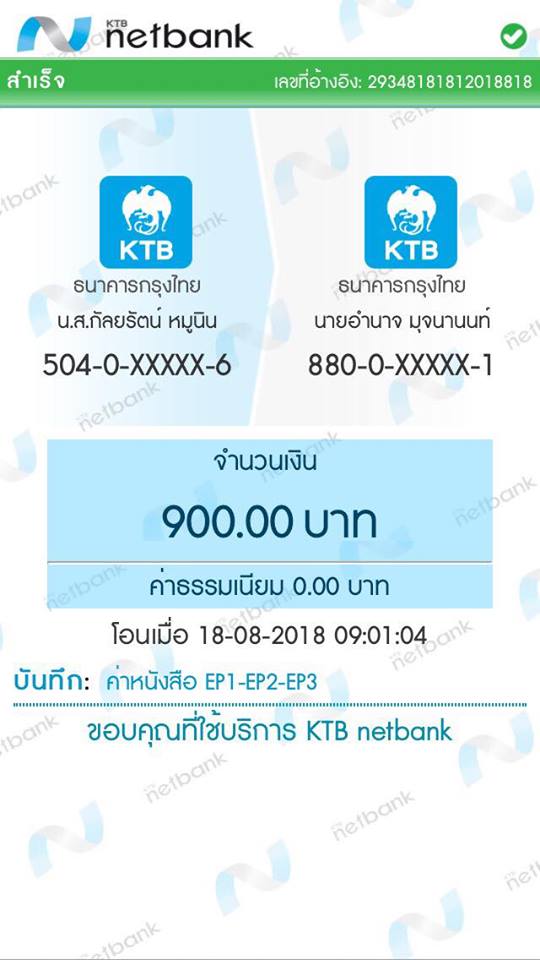 KTB
netbank
สำเร็จ เลขที่อ้างอิง: 29348181812018818
KTB KTB
ธนาคารกรุงไทย ธนาคารกรุงไทย
น.ส.กัลยรัตน์ หมูนิน นายอำนาจ มุจนานนท์
504-0-XXXXX-6 880-0-XXXXX-1
จำนวนเงิน
900.00 บาท
ค่าธรรมเนียม 0.00 บาท
โอนเมื่อ 18-08-2018 09:01:04
บันทึก: ค่าหนังสือ EP1-EP2-EP3
ขอบคุณที่ใช้บริการ KTB netbank